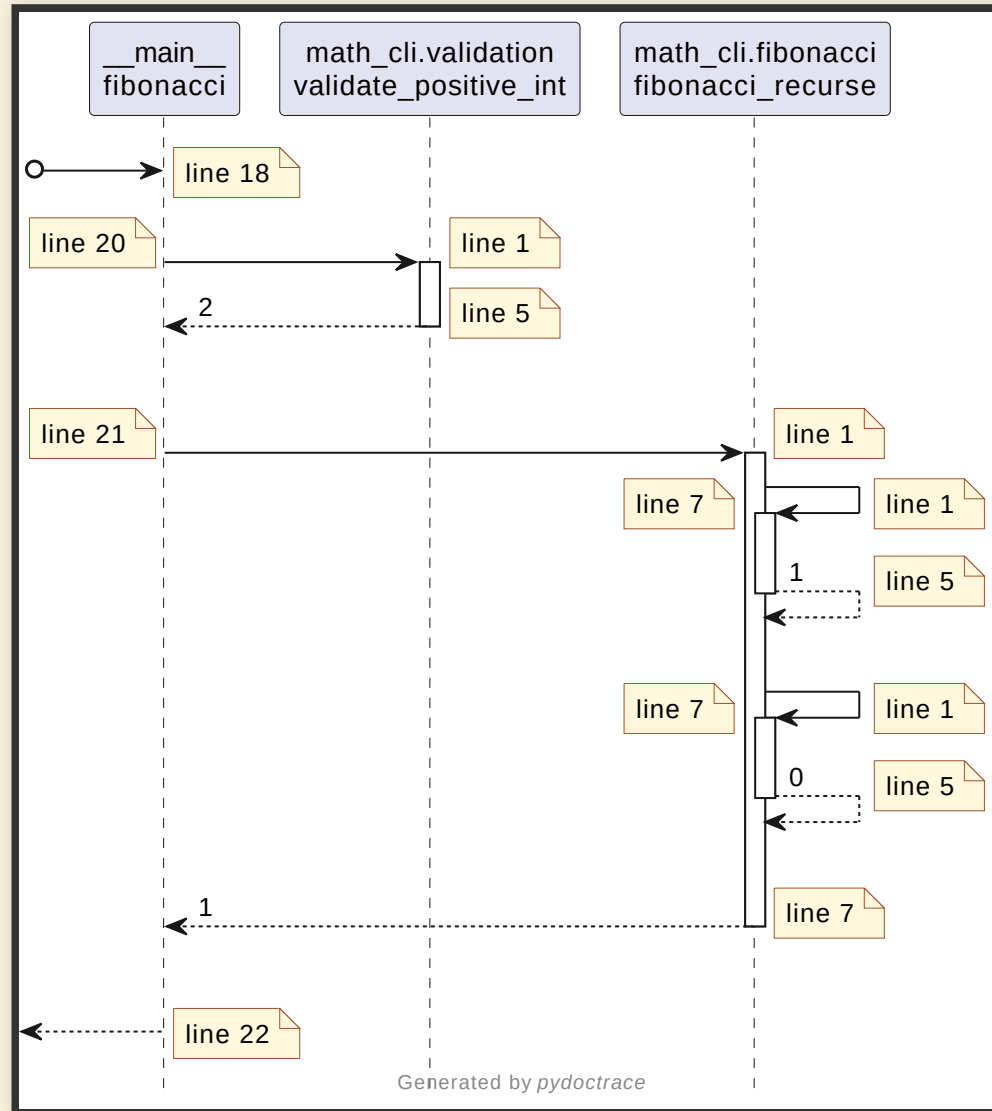 __main__
fibonacci
math_cli.validation
validate_positive_int
math_cli.fibonacci
fibonacci_recurse
line 18
line 20
line 1
2
line 5
line 21
line 1
line 7
line 1
1
line 5
line 7
line 1
0
line 5
1
line 7
line 22
Generated by pydoctrace